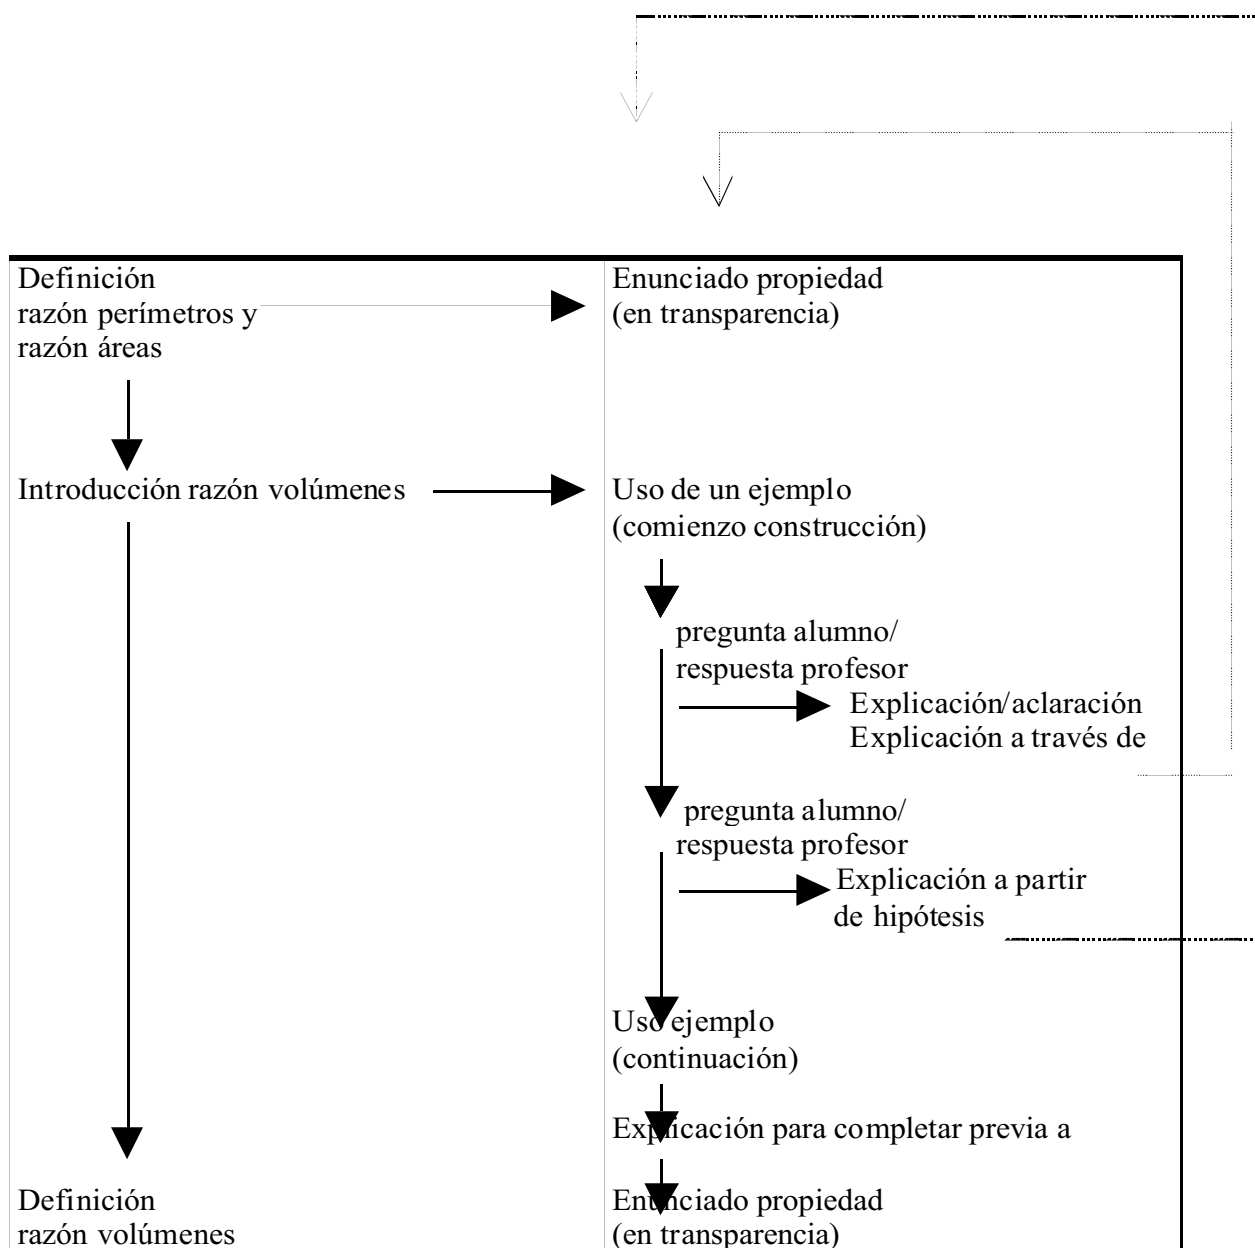 Definición
razón perímetros y
razón áreas
Enunciado propiedad
(en transparencia)
Introducción razón volúmenes
Uso de un ejemplo
(comienzo construcción)
pregunta alumno/
respuesta profesor
Explicación/aclaración
Explicación a través de
pregunta alumno/
respuesta profesor
Explicación a partir
de hipótesis
Uso ejemplo
(continuación)
Explicación para completar previa a
Definición
razón volúmenes
Enunciado propiedad
(en transparencia)